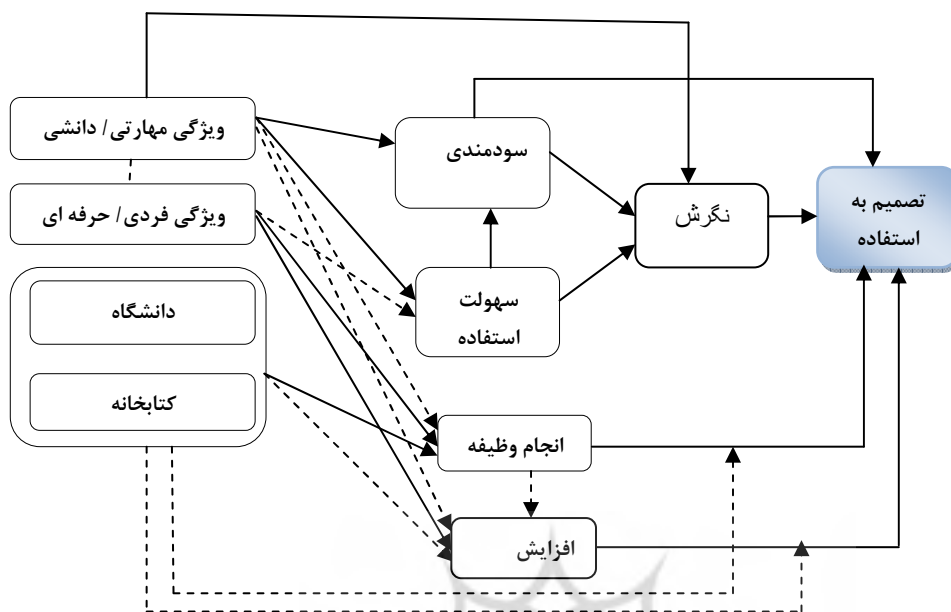 ویژگی مهارتی/ دانشی
ویژگی فردی/ حرفه ای
دانشگاه
کتابخانه
سودمندی
سهولت
استفاده
نگرش
تصمیم به
استفاده
انجام وظیفه
افزایش